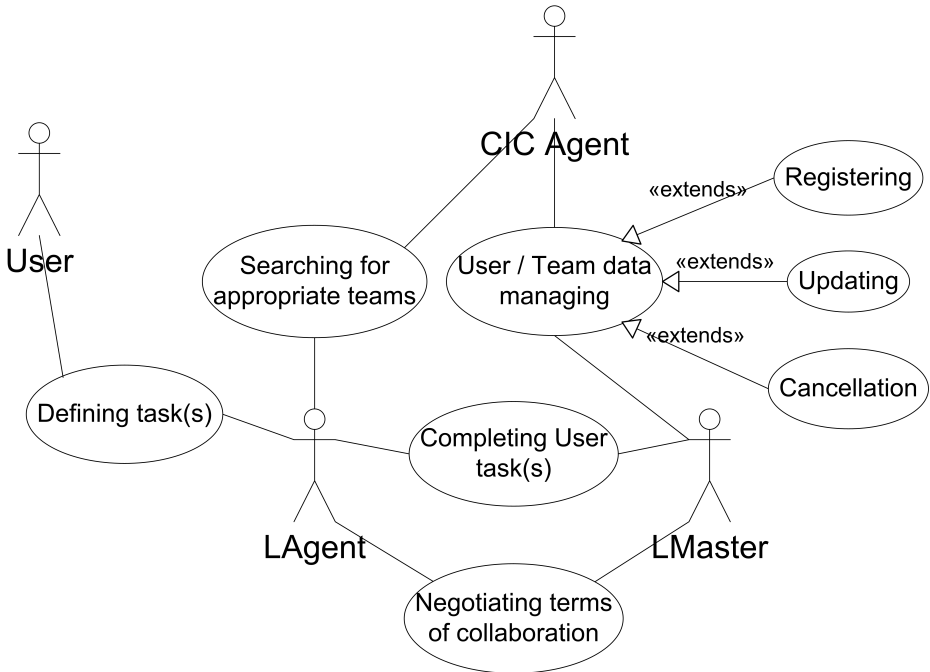 CIC Agent
Registering
«extends»
User
Searching for
appropriate teams
User / Team data
managing
«extends»
Updating
«extends»
Cancellation
Defining task(s)
Completing User
task(s)
LAgent
LMaster
Negotiating terms
of collaboration